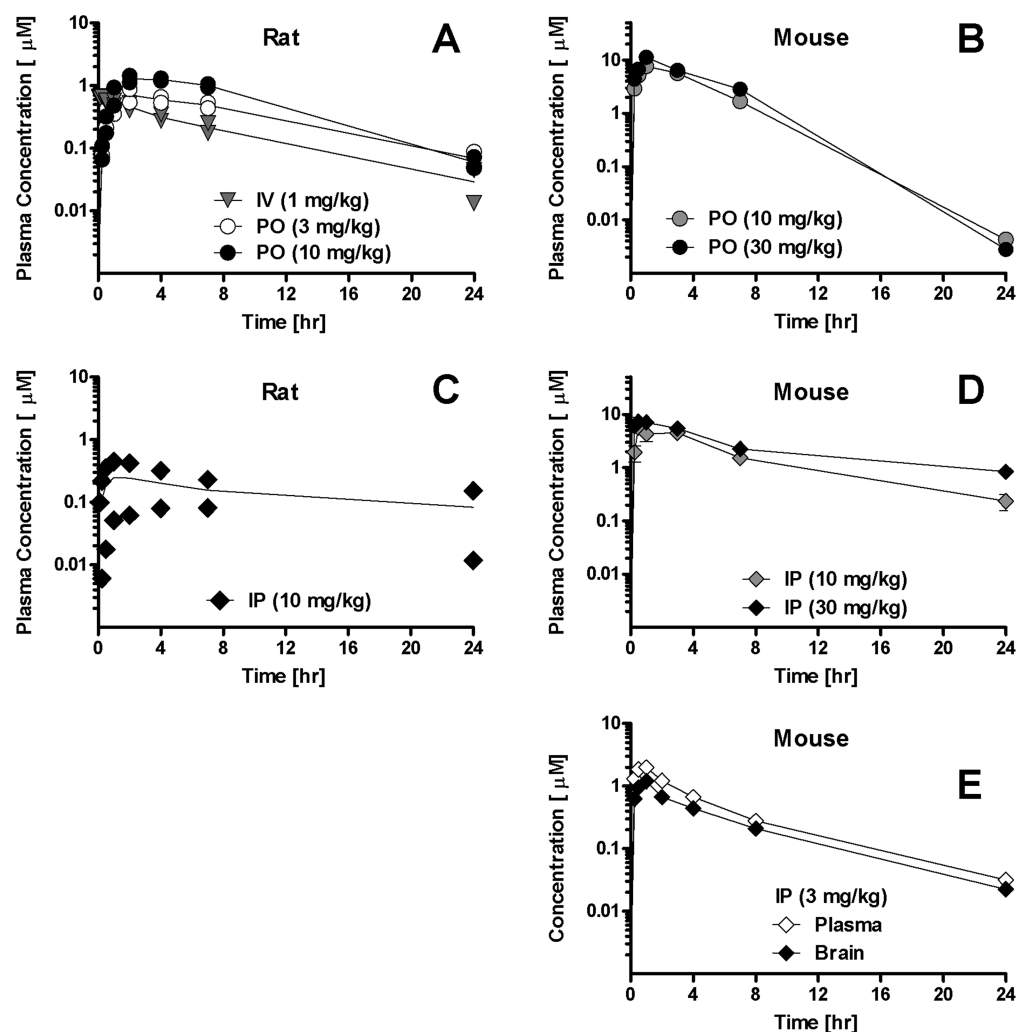 Rat
A
Plasma Concentration [ μM]
10
1
0.1
0.01
IV (1 mg/kg)
PO (3 mg/kg)
PO (10 mg/kg)
0 4 8 12 16 20 24
Time [hr]
Mouse
B
Plasma Concentration [ μM]
10
1
0.1
0.01
PO (10 mg/kg)
PO (30 mg/kg)
0 4 8 12 16 20 24
Time [hr]
Rat
C
Plasma Concentration [ μM]
10
1
0.1
0.01
IP (10 mg/kg)
0 4 8 12 16 20 24
Time [hr]
Mouse
D
Plasma Concentration [ μM]
10
1
0.1
0.01
IP (10 mg/kg)
IP (30 mg/kg)
0 4 8 12 16 20 24
Time [hr]
Mouse
E
Concentration [ μM]
10
1
0.1
0.01
IP (3 mg/kg)
Plasma
Brain
0 4 8 12 16 20 24
Time [hr]